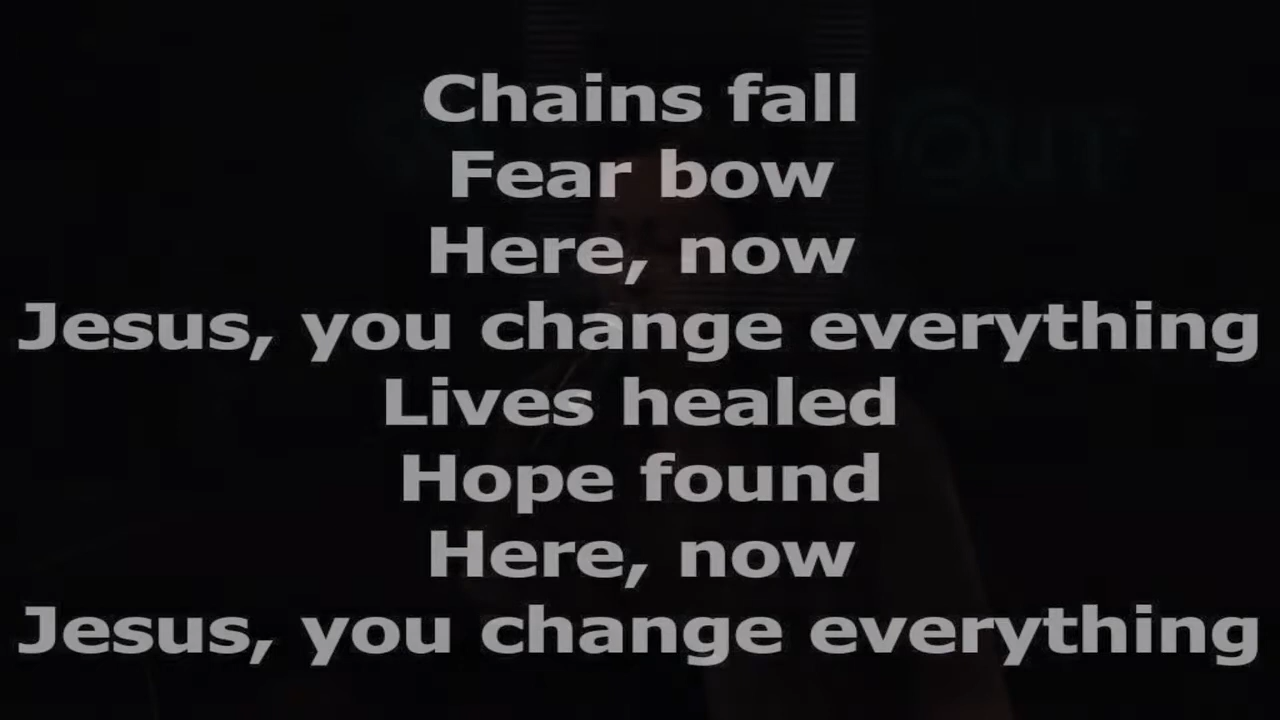 Chains fall
Fear bow
Here, now
Jesus, you change everything
Lives healed
Hope found
Here, now
Jesus, you change everything